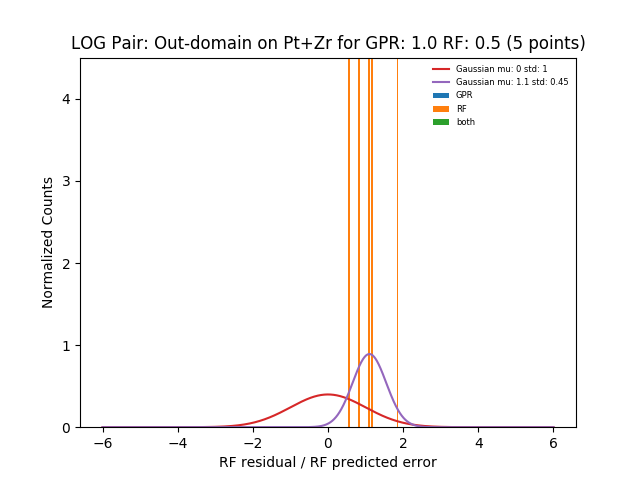 LOG Pair: Out-domain on Pt+Zr for GPR: 1.0 RF: 0.5 (5 points)
Gaussian mu: 0 std: 1
Gaussian mu: 1.1 std: 0.45
GPR
RF
both
Normalized Counts
4
3
2
1
0
−6
−4
−2
0
2
4
6
RF residual / RF predicted error